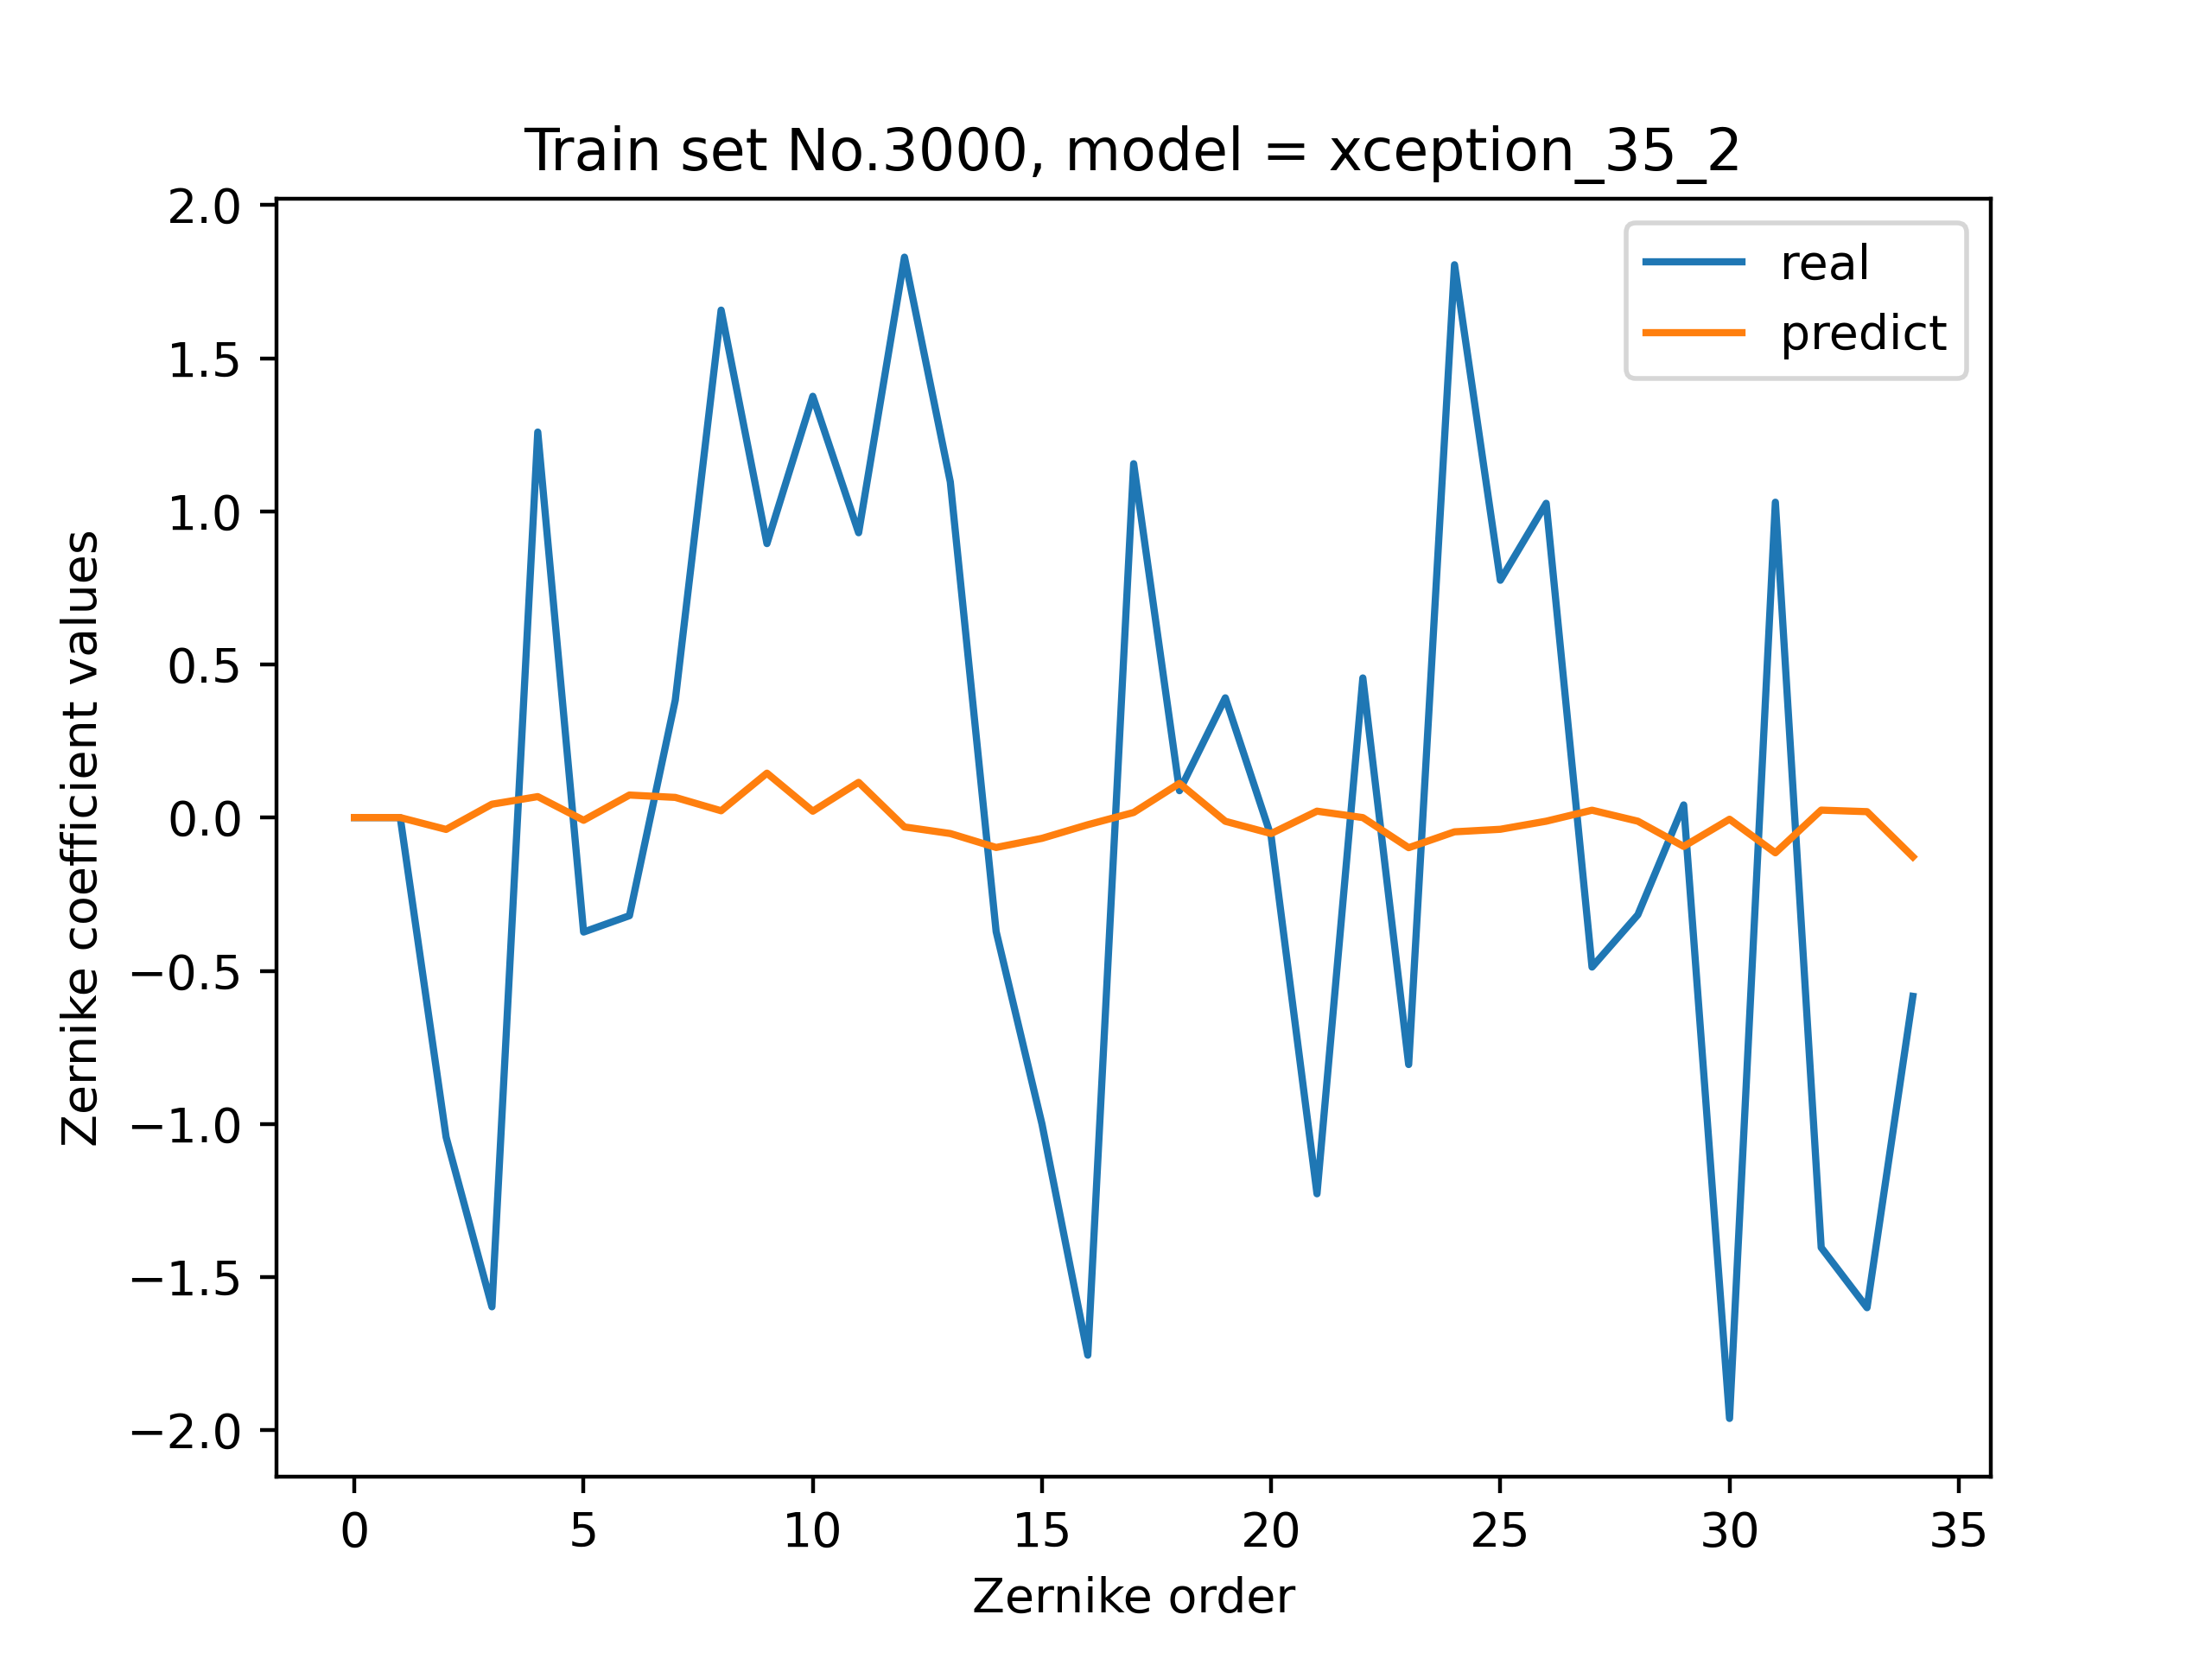 Train set No.3000, model = xception_35_2
real
predict
Zernike coefficient values
2.0
1.5
1.0
0.5
0.0
−0.5
−1.0
−1.5
−2.0
0 5 10 15 20 25 30 35
Zernike order